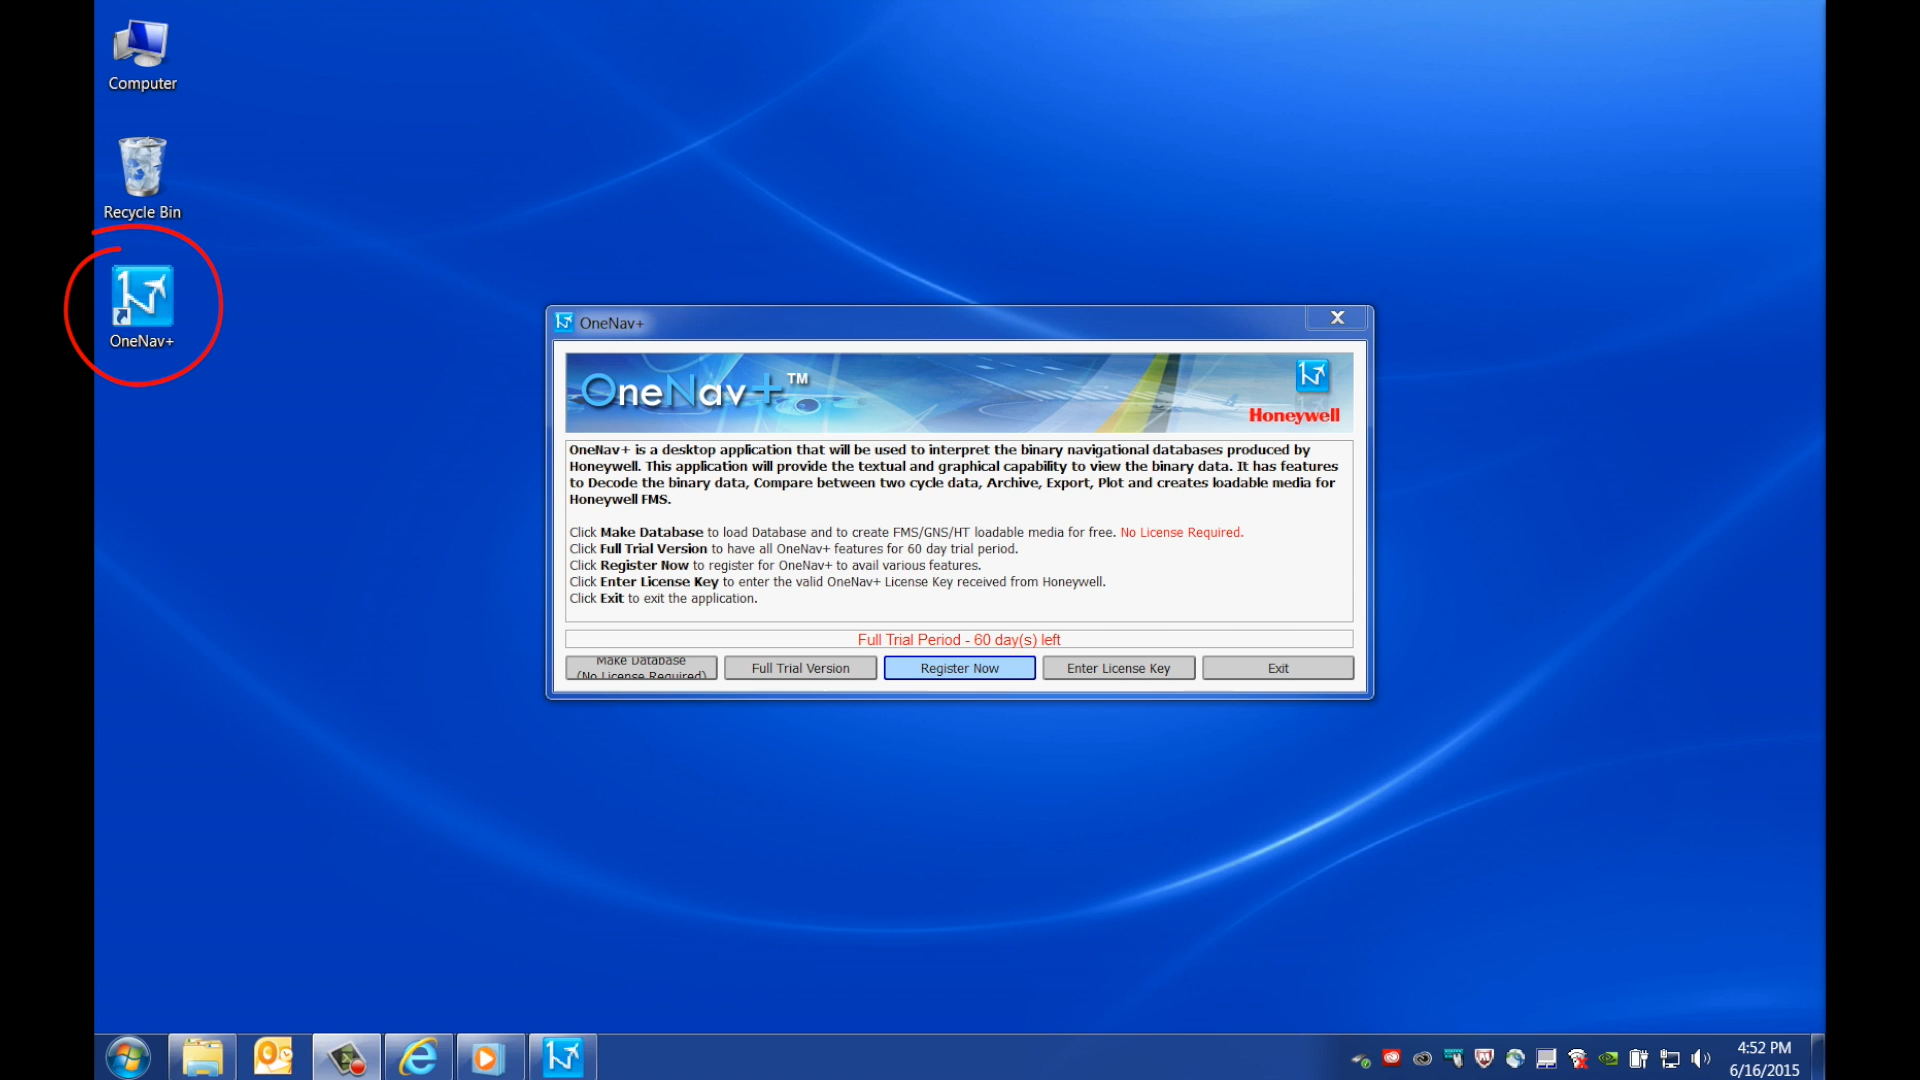 Computer
Recycle Bin
OneNav+
OneNav+
OneNav+™
Honeywell
OneNav+ is a desktop application that will be used to interpret the binary navigational databases produced by
Honeywell. This application will provide the textual and graphical capability to view the binary data. It has features
to Decode the binary data, Compare between two cycle data, Archive, Export, Plot and creates loadable media for
Honeywell FMS.
Click Make Database to load Database and to create FMS/GNS/HT loadable media for free. No License Required.
Click Full Trial Version to have all OneNav+ features for 60 day trial period.
Click Register Now to register for OneNav+ to avail various features.
Click Enter License Key to enter the valid OneNav+ License Key received from Honeywell.
Click Exit to exit the application.
Full Trial Period - 60 day(s) left
Make Database
(No License Required)
Full Trial Version
Register Now
Enter License Key
Exit
4:52 PM
6/16/2015